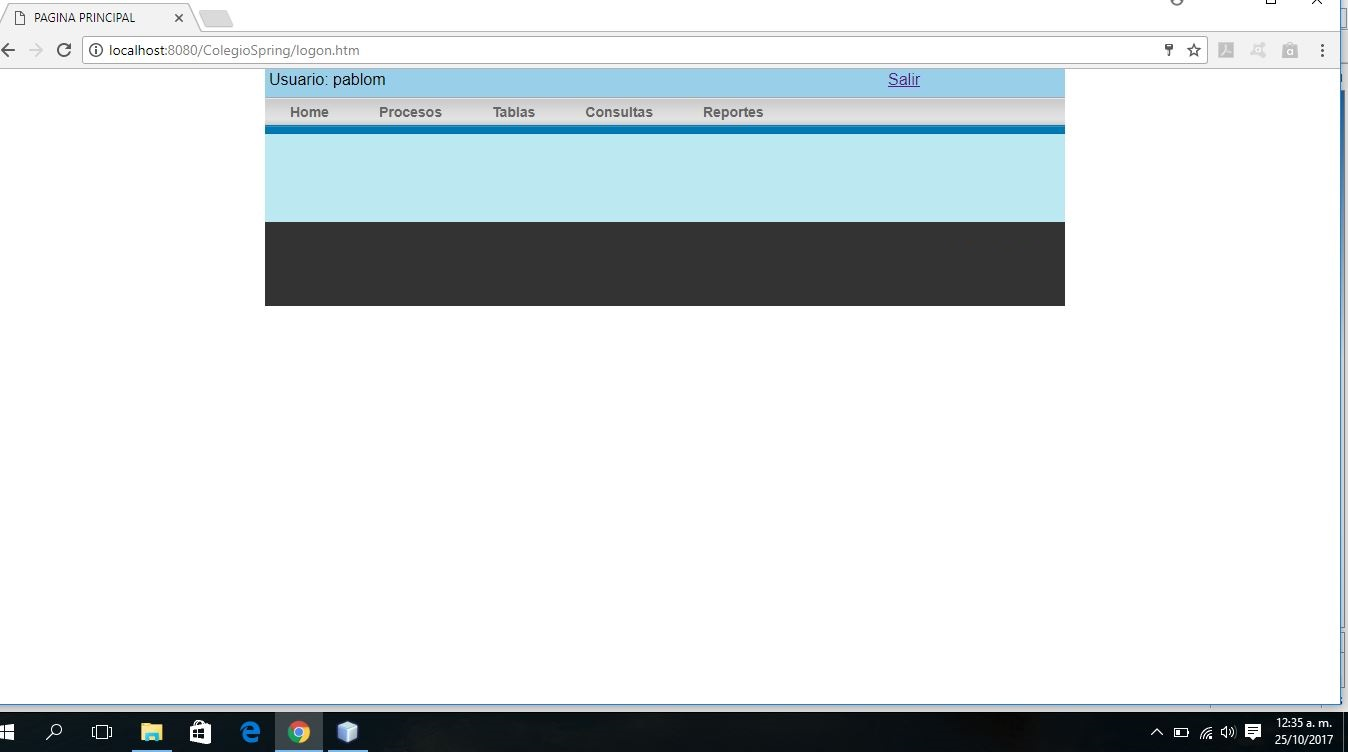 PAGINA PRINCIPAL
localhost:8080/ColegioSpring/logon.htm
Usuario: pablom Salir
Home Procesos Tablas Consultas Reportes
12:35 a. m.
25/10/2017